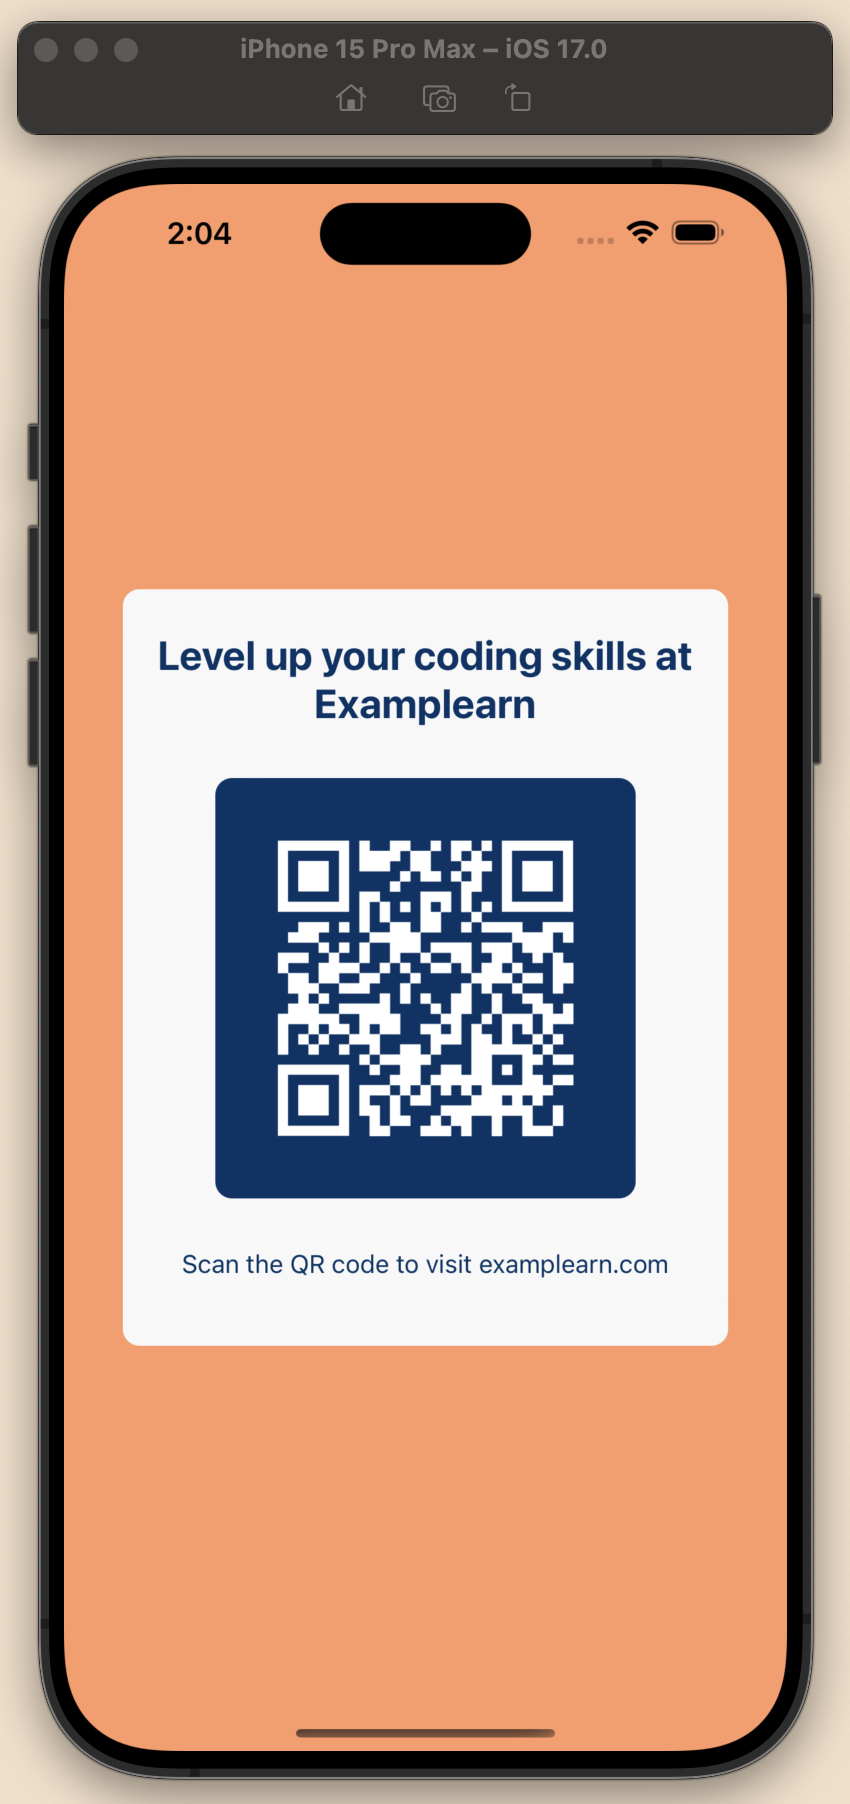 iPhone 15 Pro Max – iOS 17.0
2:04
Level up your coding skills at
Examplearn
Scan the QR code to visit examplearn.com